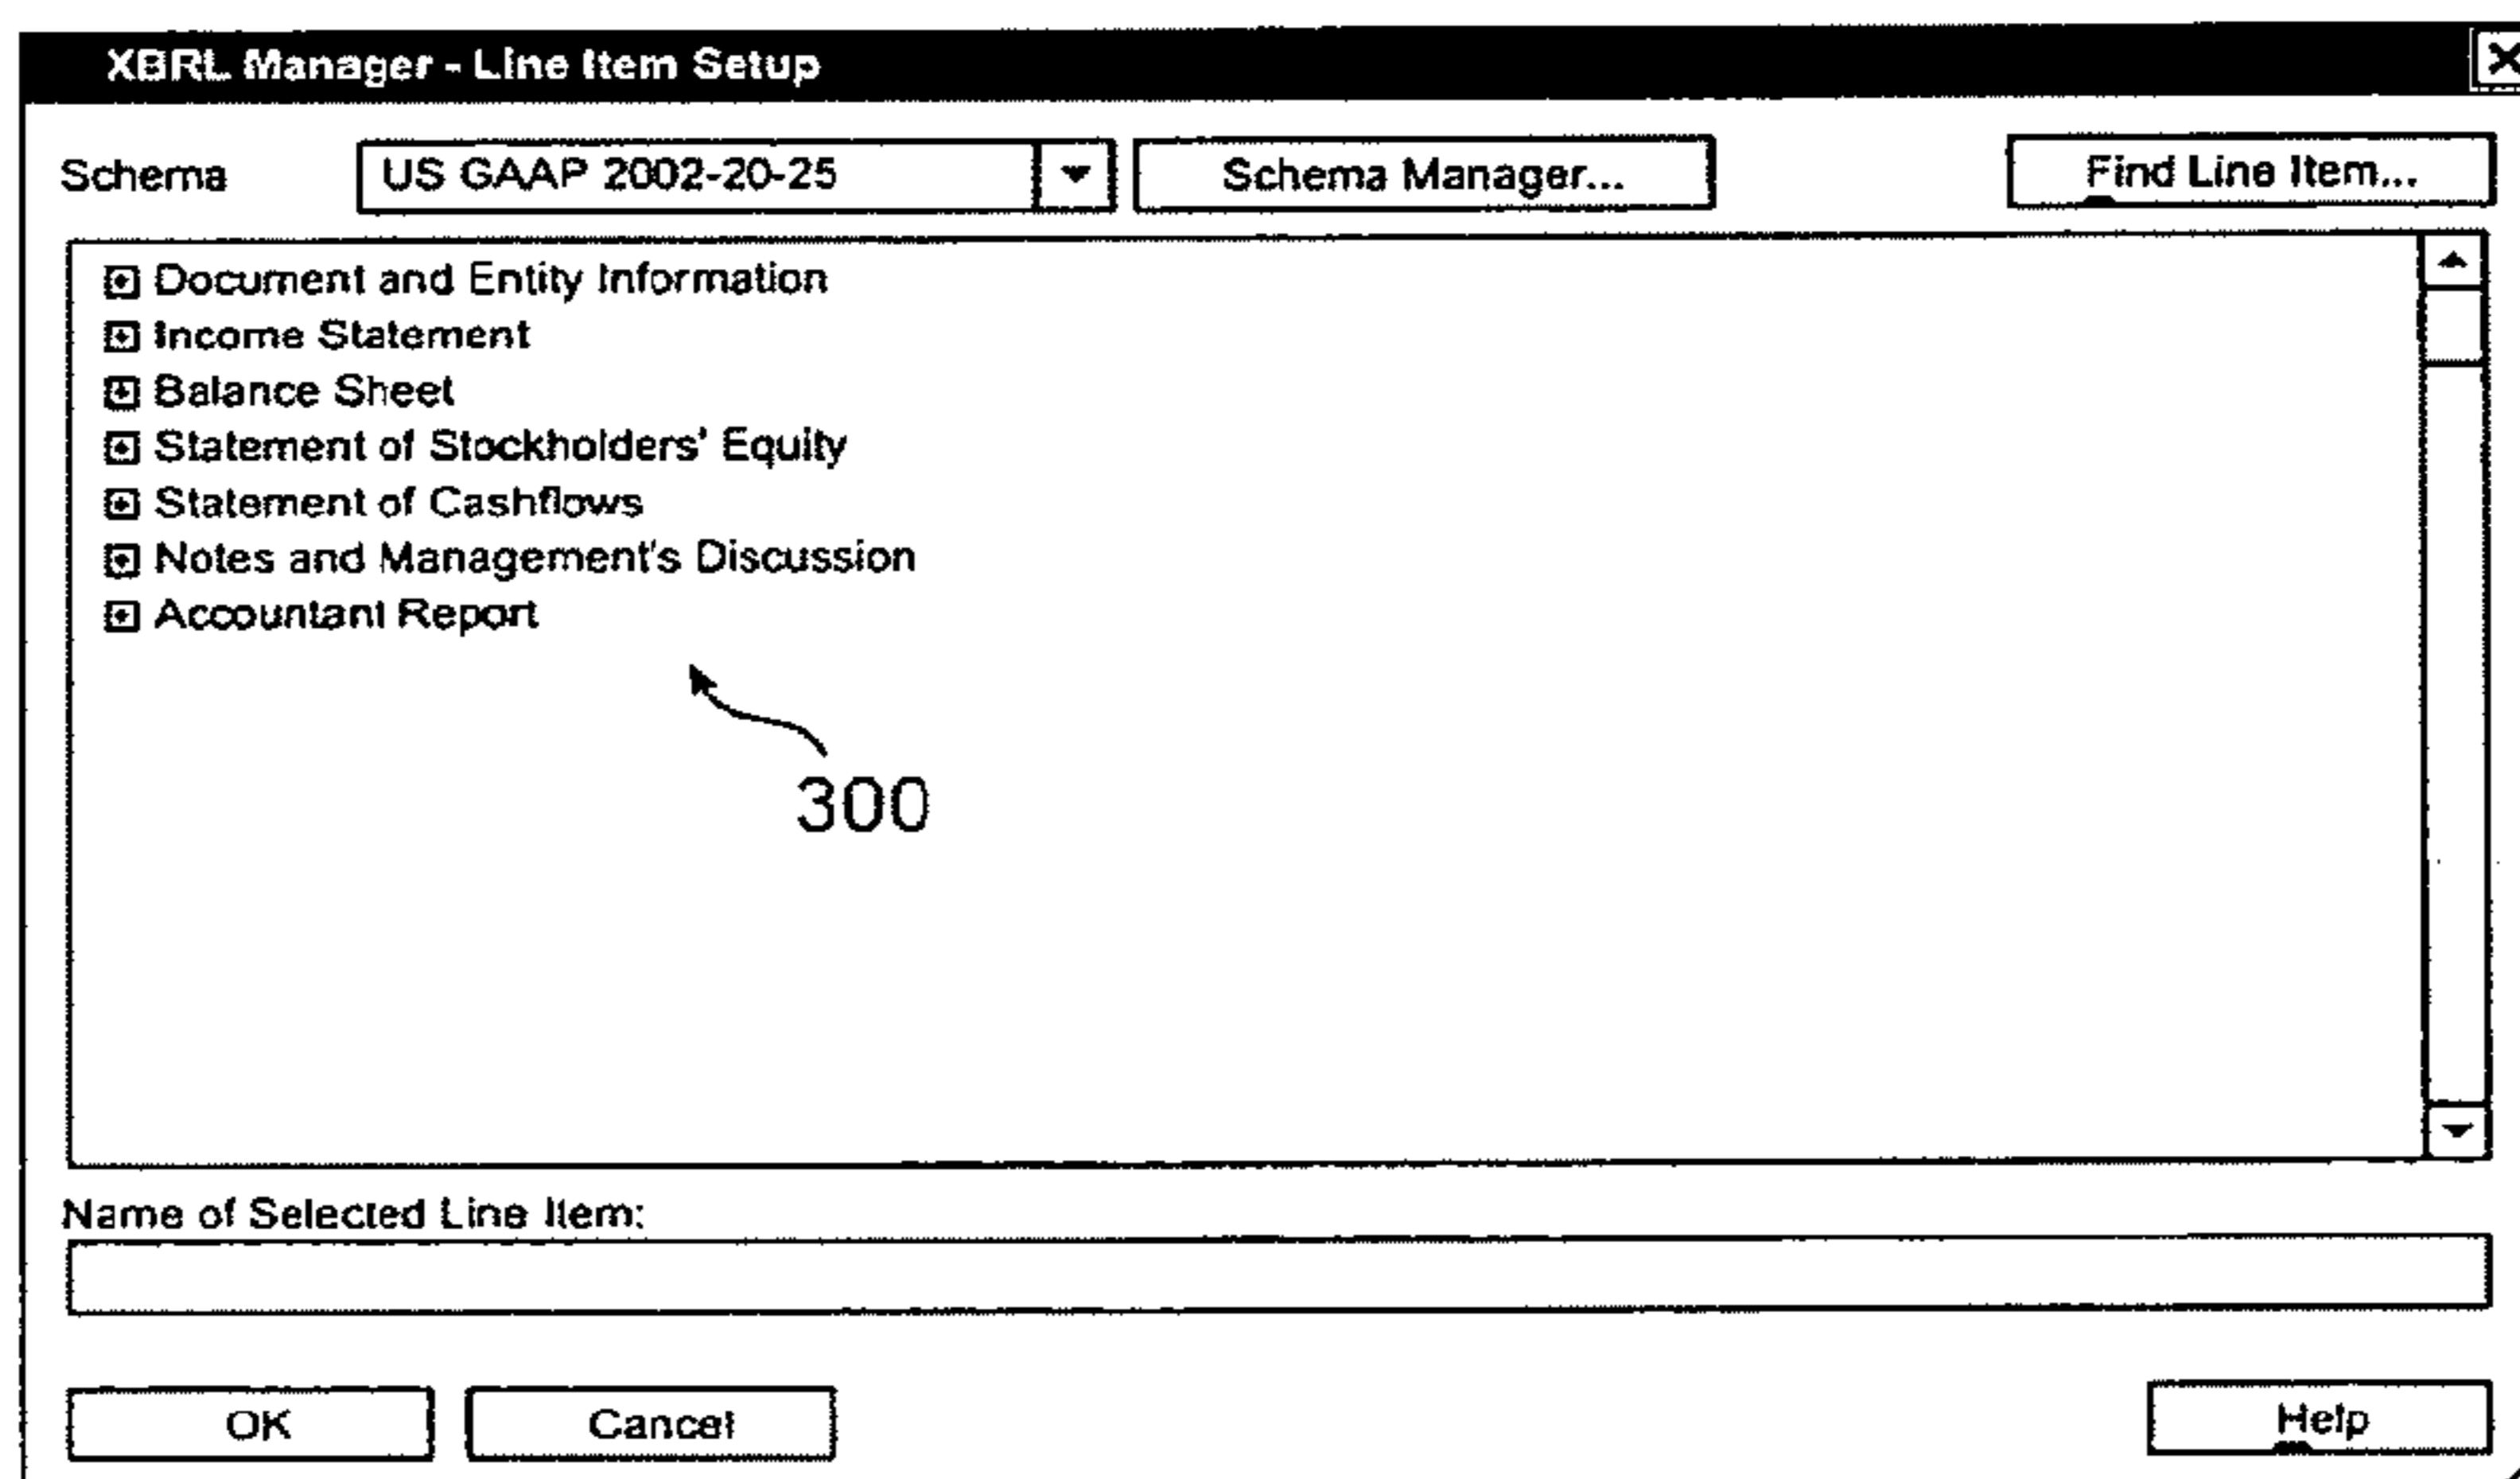 XBRL Manager - Line Item Setup
Schema US GAAP 2002-20-25 Schema Manager... Find Line Item...
Document and Entity Information
Income Statement
Balance Sheet
Statement of Stockholders' Equity
Statement of Cashflows
Notes and Management's Discussion
Accountant Report
300
Name of Selected Line Item:
OK Cancel Help